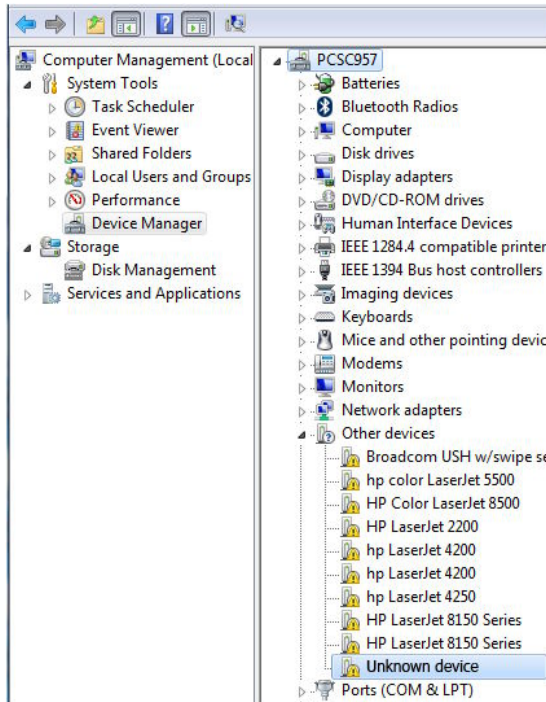 Computer Management (Local
System Tools
Task Scheduler
Event Viewer
Shared Folders
Local Users and Groups
Performance
Device Manager
Storage
Disk Management
Services and Applications
PCSC957
Batteries
Bluetooth Radios
Computer
Disk drives
Display adapters
DVD/CD-ROM drives
Human Interface Devices
IEEE 1284.4 compatible printer
IEEE 1394 Bus host controllers
Imaging devices
Keyboards
Mice and other pointing devic
Modems
Monitors
Network adapters
Other devices
Broadcom USH w/swipe se
hp color LaserJet 5500
HP Color LaserJet 8500
HP LaserJet 2200
hp LaserJet 4200
hp LaserJet 4200
hp LaserJet 4250
HP LaserJet 8150 Series
HP LaserJet 8150 Series
Unknown device
Ports (COM & LPT)